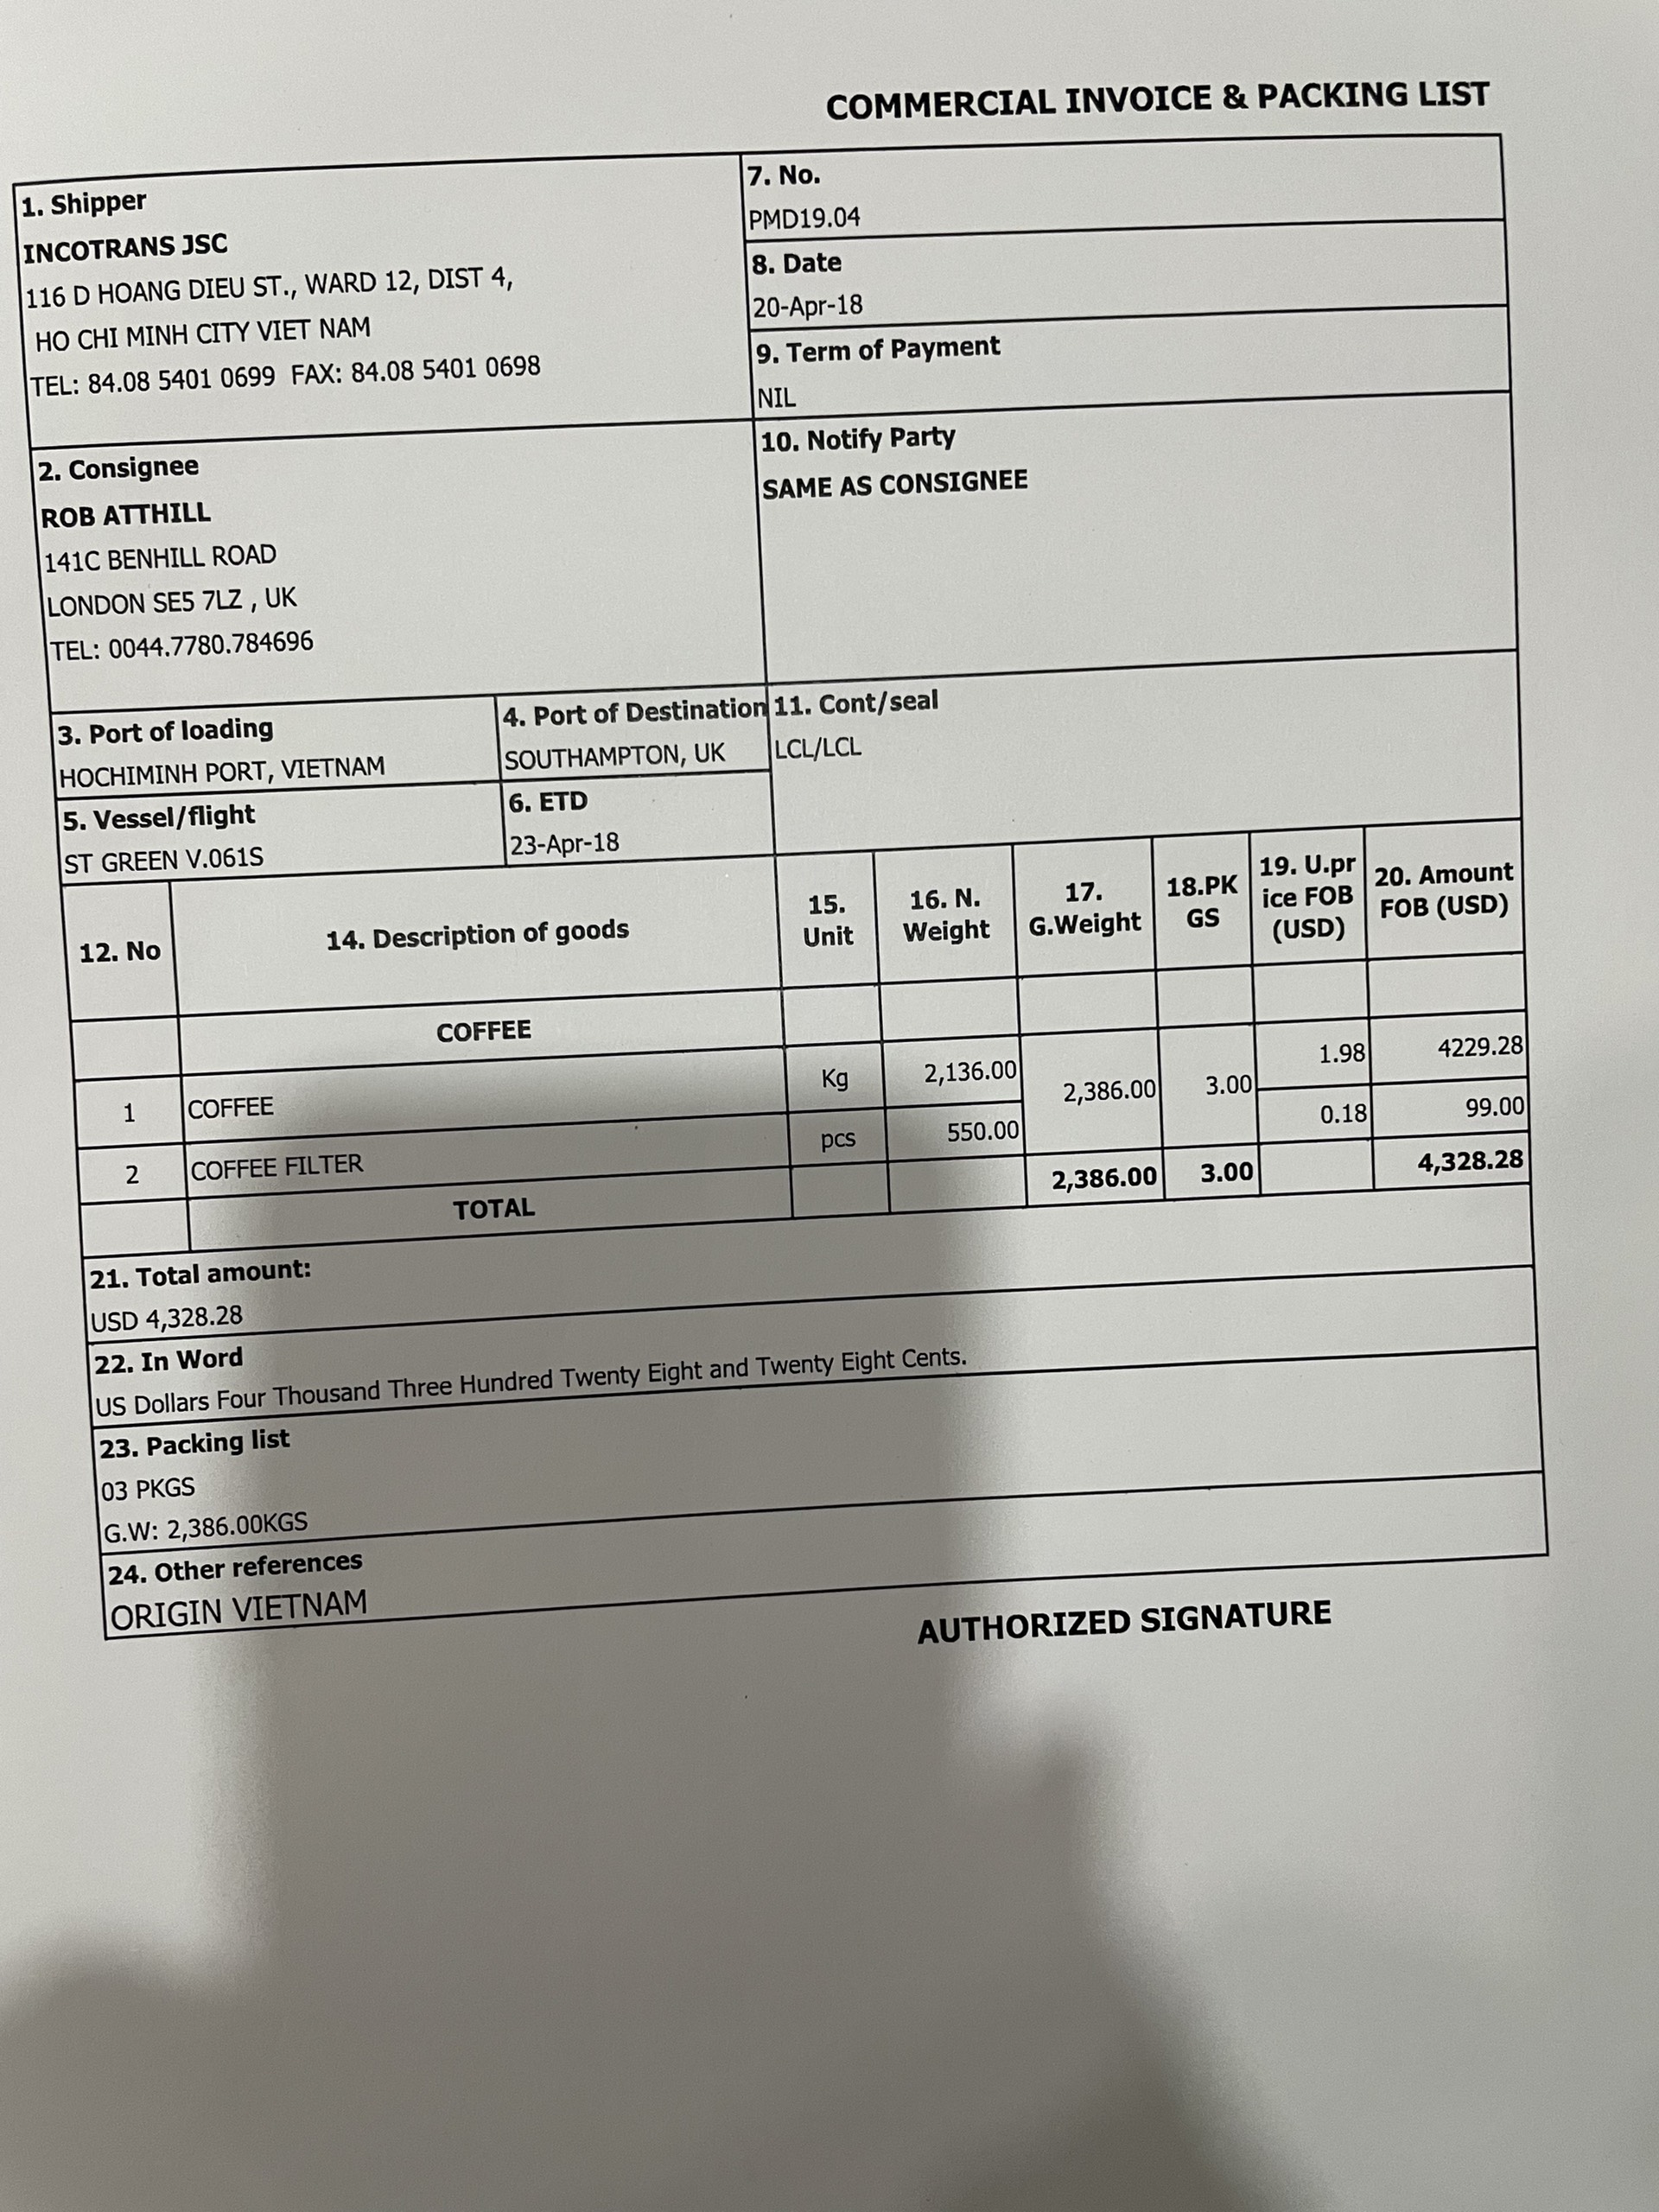 COMMERCIAL INVOICE & PACKING LIST
1. Shipper
INCOTRANS JSC
116 D HOANG DIEU ST., WARD 12, DIST 4,
HO CHI MINH CITY VIET NAM
TEL: 84.08 5401 0699 FAX: 84.08 5401 0698
7. No.
PMD19.04
8. Date
20-Apr-18
9. Term of Payment
NIL
2. Consignee
ROB ATTHILL
141C BENHILL ROAD
LONDON SE5 7LZ , UK
TEL: 0044.7780.784696
10. Notify Party
SAME AS CONSIGNEE
3. Port of loading
HOCHIMINH PORT, VIETNAM
4. Port of Destination
SOUTHAMPTON, UK
11. Cont/seal
LCL/LCL
5. Vessel/flight
ST GREEN V.061S
6. ETD
23-Apr-18
12. No
14. Description of goods
15.
Unit
16. N.
Weight
17.
G.Weight
18.PK
GS
19. U.pr
ice FOB
(USD)
20. Amount
FOB (USD)
COFFEE
1 COFFEE Kg 2,136.00 2,386.00 3.00 1.98 4229.28
2 COFFEE FILTER pcs 550.00 0.18 99.00
TOTAL 2,386.00 3.00 4,328.28
21. Total amount:
USD 4,328.28
22. In Word
US Dollars Four Thousand Three Hundred Twenty Eight and Twenty Eight Cents.
23. Packing list
03 PKGS
G.W: 2,386.00KGS
24. Other references
ORIGIN VIETNAM
AUTHORIZED SIGNATURE